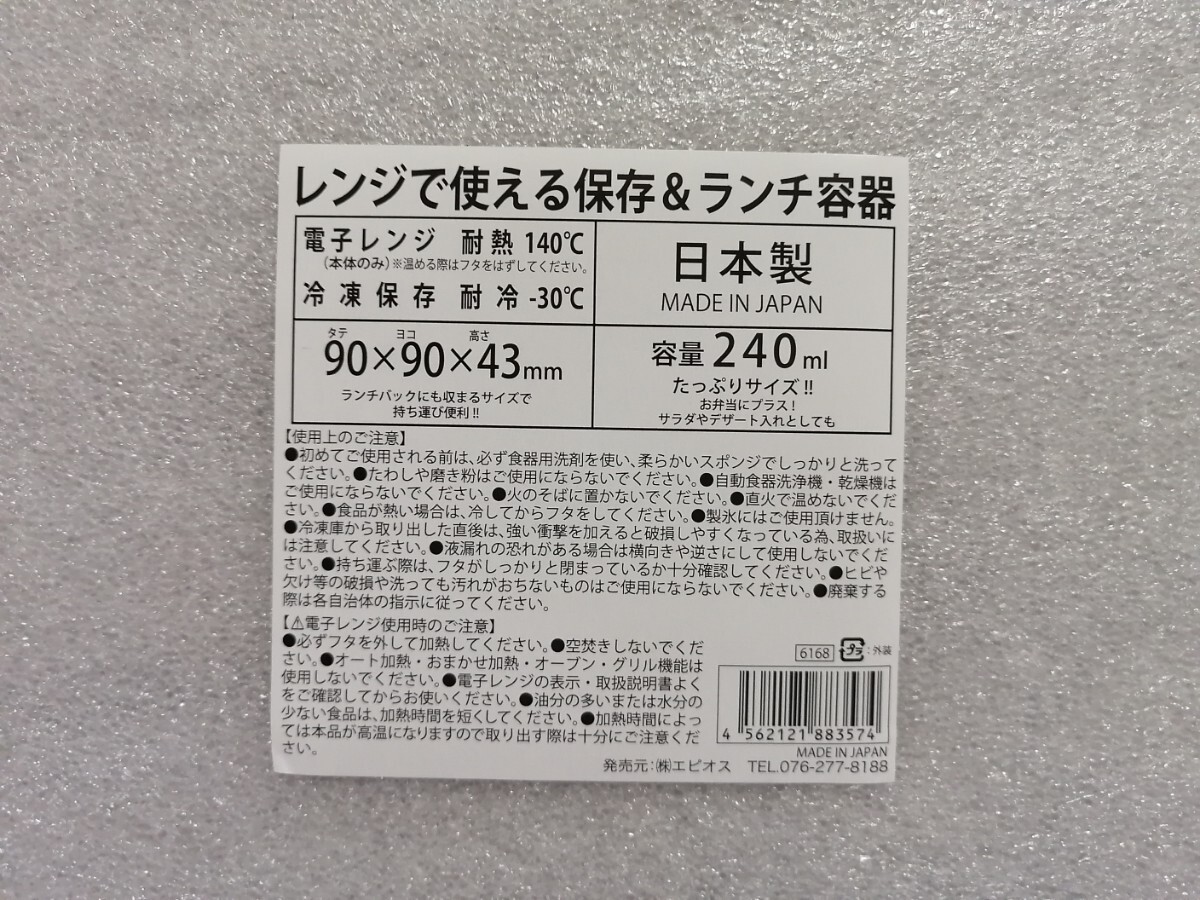 レンジで使える保存&ランチ容器
電子レンジ 耐熱 140℃
(本体のみ)※温める際はフタをはずしてください。
冷凍保存 耐冷 -30℃
日本製
MADE IN JAPAN
タテ ヨコ 高さ
90×90×43mm
ランチバックにも収まるサイズで
持ち運び便利!!
容量 240ml
たっぷりサイズ!!
お弁当にプラス!
サラダやデザート入れとしても
【使用上のご注意】
●初めてご使用される前は、必ず食器用洗剤を使い、柔らかいスポンジでしっかりと洗って
ください。●たわしや磨き粉はご使用にならないでください。●自動食器洗浄機・乾燥機は
ご使用にならないでください。●火のそばに置かないでください。●直火で温めないでくだ
さい。●食品が熱い場合は、冷してからフタをしてください。●製氷にはご使用頂けません。
●冷凍庫から取り出した直後は、強い衝撃を加えると破損しやすくなっている為、取扱いに
は注意してください。●液漏れの恐れがある場合は横向きや逆さにして使用しないでくだ
さい。●持ち運ぶ際は、フタがしっかりと閉まっているか十分確認してください。●ヒビや
欠け等の破損や洗っても汚れがおちないものはご使用にならないでください。●廃棄する
際は各自治体の指示に従ってください。
【⚠電子レンジ使用時のご注意】
●必ずフタを外して加熱してください。●空焚きしないでくだ
さい。●オート加熱・おまかせ加熱・オーブン・グリル機能は
使用しないでください。●電子レンジの表示・取扱説明書よく
をご確認してからお使いください。●油分の多いまたは水分の
少ない食品は、加熱時間を短くしてください。●加熱時間によっ
ては本品が高温になりますので取り出す際は十分にご注意くだ
さい。
6168 プラ :外装
4 562121 883574
MADE IN JAPAN
発売元:㈱エピオス TEL.076-277-8188